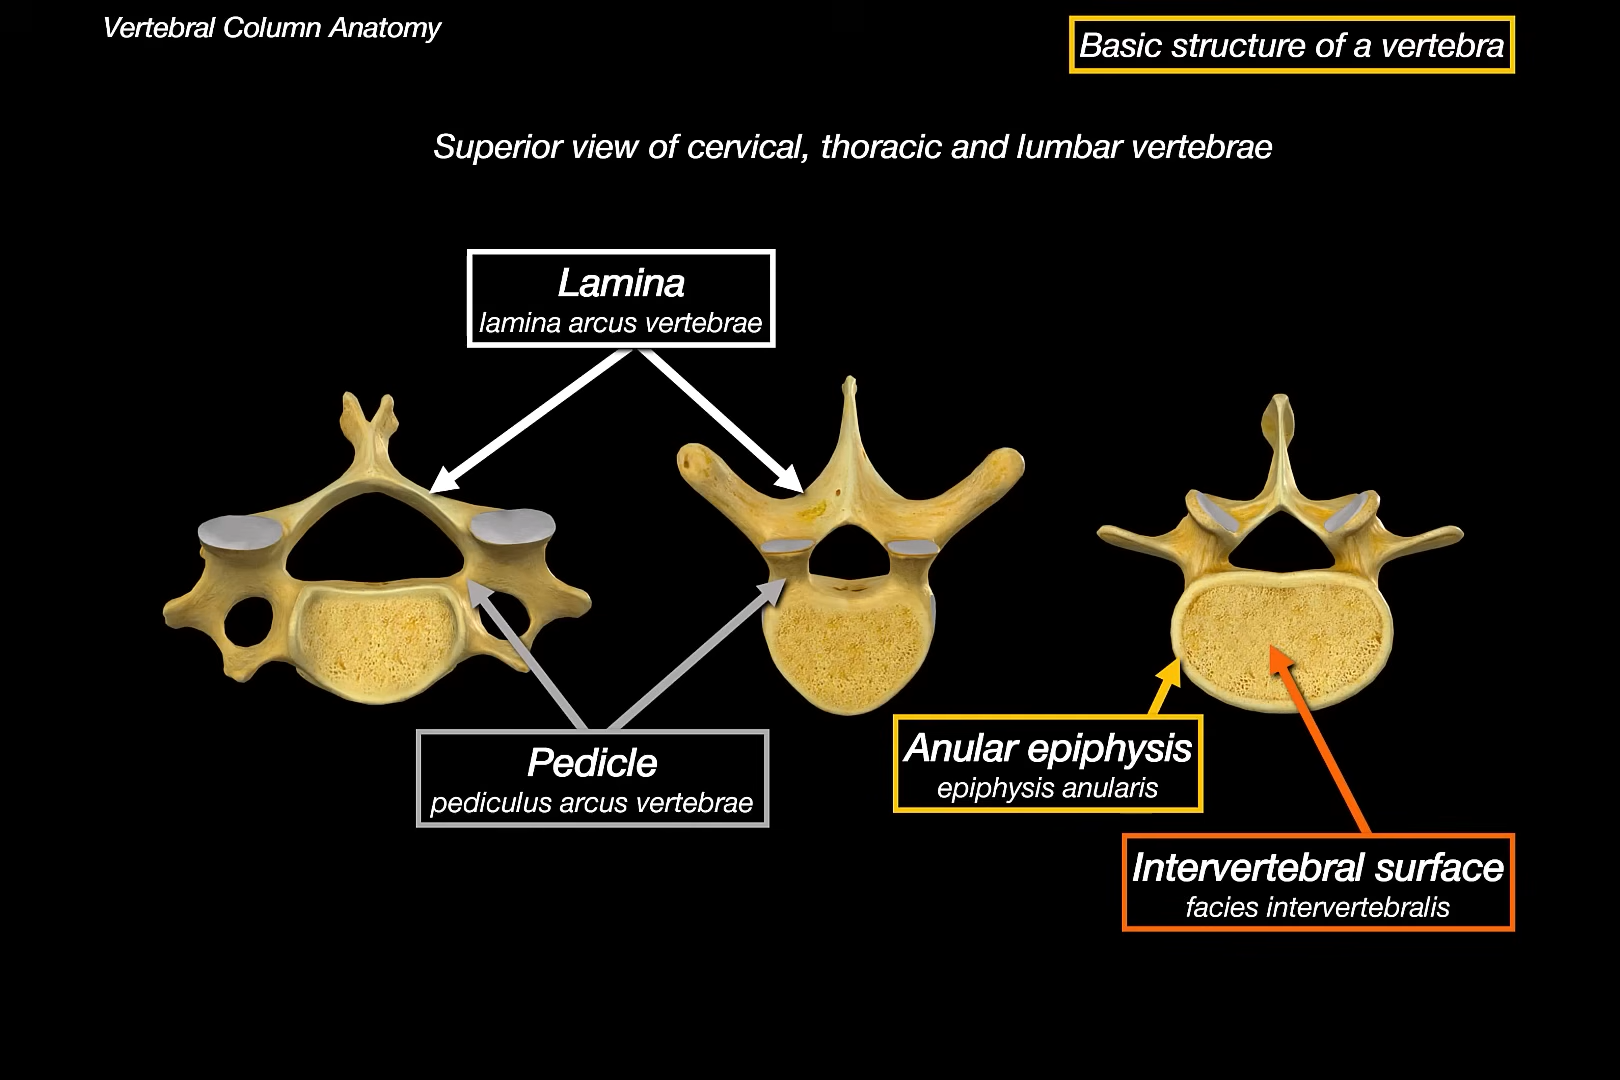 Vertebral Column Anatomy
Basic structure of a vertebra
Superior view of cervical, thoracic and lumbar vertebrae
Lamina
lamina arcus vertebrae
Pedicle
pediculus arcus vertebrae
Anular epiphysis
epiphysis anularis
Intervertebral surface
facies intervertebralis